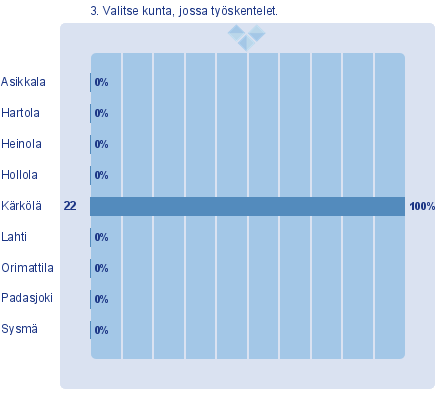 3. Valitse kunta, jossa työskentelet.
Asikkala 0%
Hartola 0%
Heinola 0%
Hollola 0%
Kärkölä 22 100%
Lahti 0%
Orimattila 0%
Padasjoki 0%
Sysmä 0%